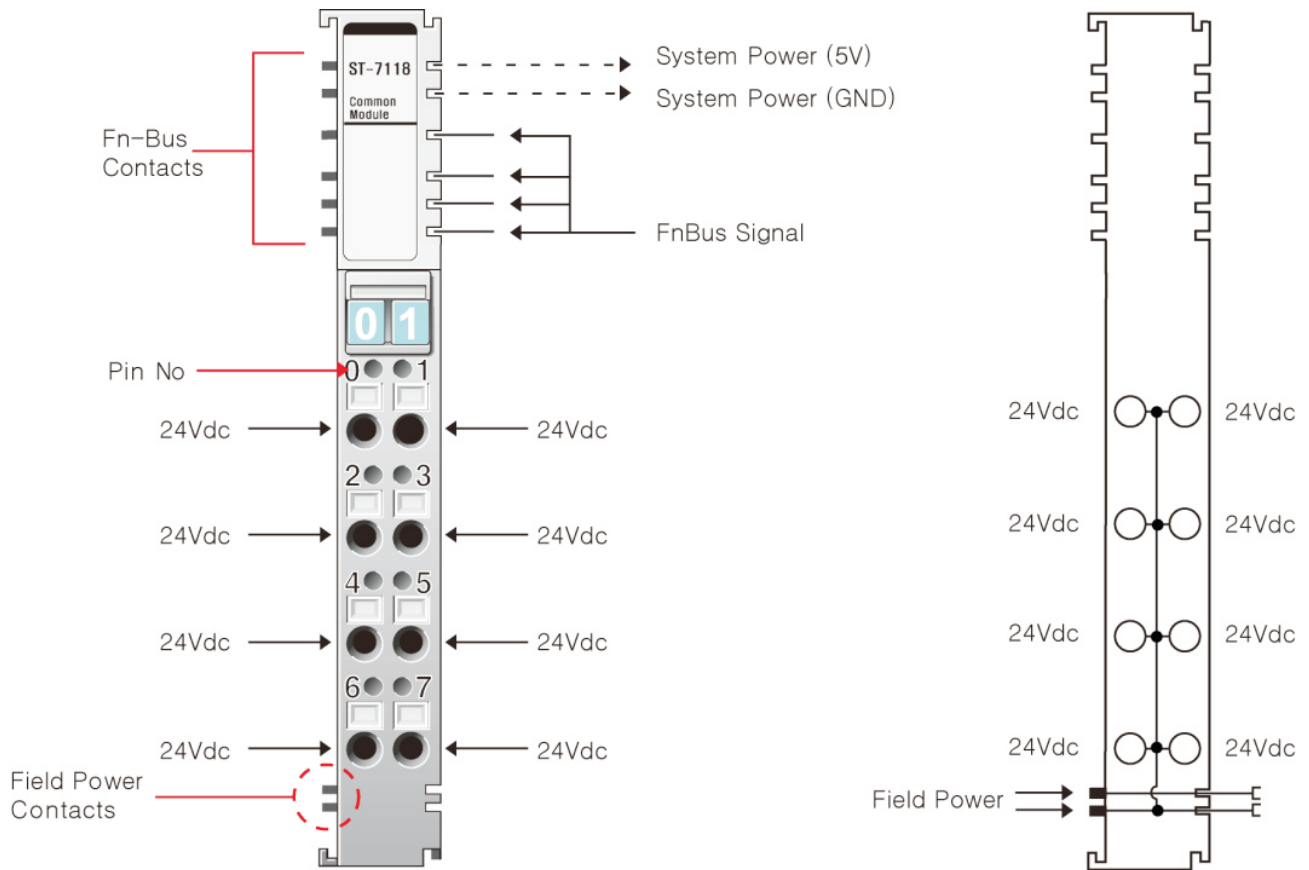 ST-7118
Common
Module
System Power (5V)
System Power (GND)
Fn-Bus
Contacts
FnBus Signal
0 1
Pin No
0 1
24Vdc 24Vdc
2 3
24Vdc 24Vdc
4 5
24Vdc 24Vdc
6 7
24Vdc 24Vdc
Field Power
Contacts
24Vdc 24Vdc
24Vdc 24Vdc
24Vdc 24Vdc
24Vdc 24Vdc
Field Power